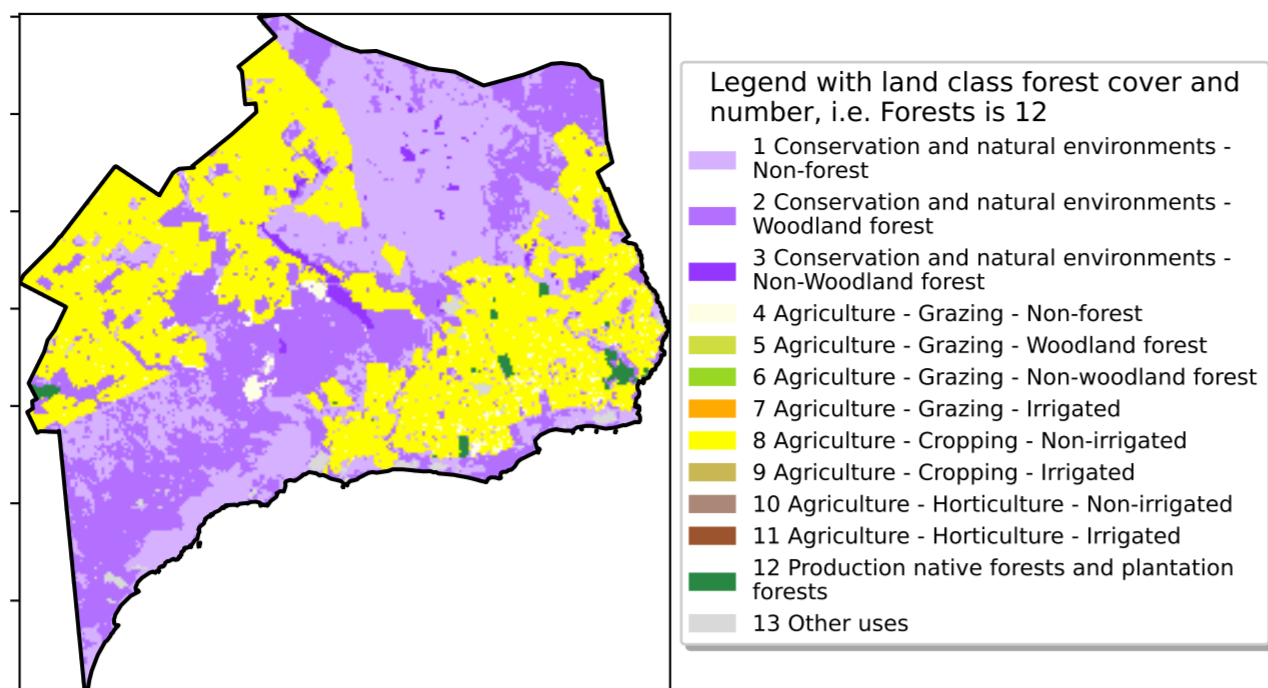 Legend with land class forest cover and
number, i.e. Forests is 12
1 Conservation and natural environments -
Non-forest
2 Conservation and natural environments -
Woodland forest
3 Conservation and natural environments -
Non-Woodland forest
4 Agriculture - Grazing - Non-forest
5 Agriculture - Grazing - Woodland forest
6 Agriculture - Grazing - Non-woodland forest
7 Agriculture - Grazing - Irrigated
8 Agriculture - Cropping - Non-irrigated
9 Agriculture - Cropping - Irrigated
10 Agriculture - Horticulture - Non-irrigated
11 Agriculture - Horticulture - Irrigated
12 Production native forests and plantation
forests
13 Other uses